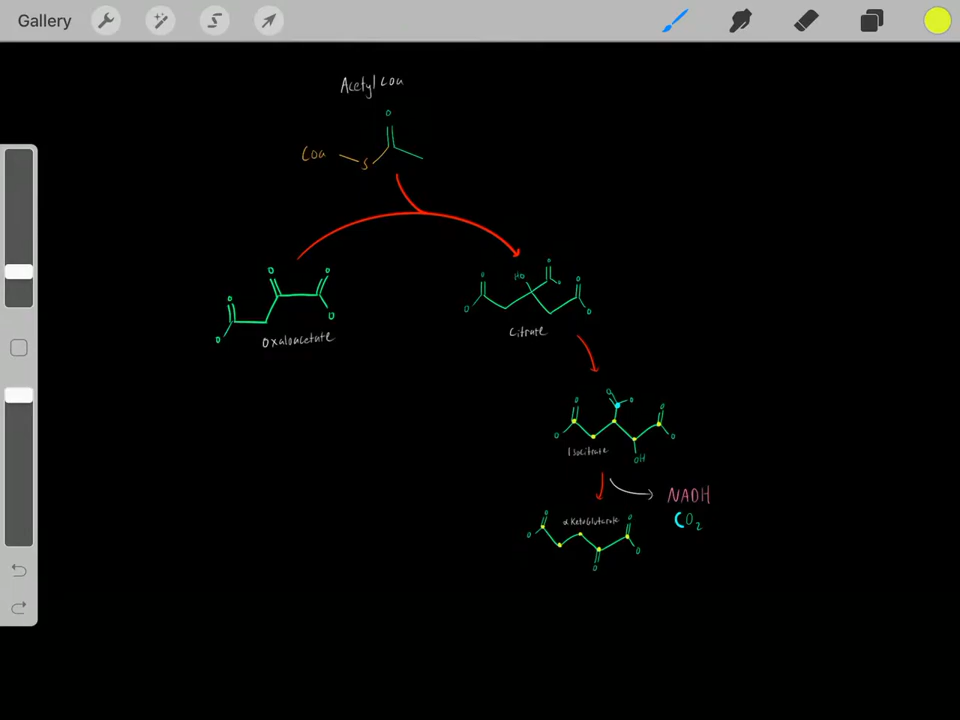 Gallery
Acetyl coa
O
Coa
S
O
O
O
O
O
Oxaloacetate
HO
O
O
O
O
O
O
Citrate
O
O
O
O
O
O
OH
Isocitrate
NADH
CO2
α KetoGlutarate
O
O
O
O
O